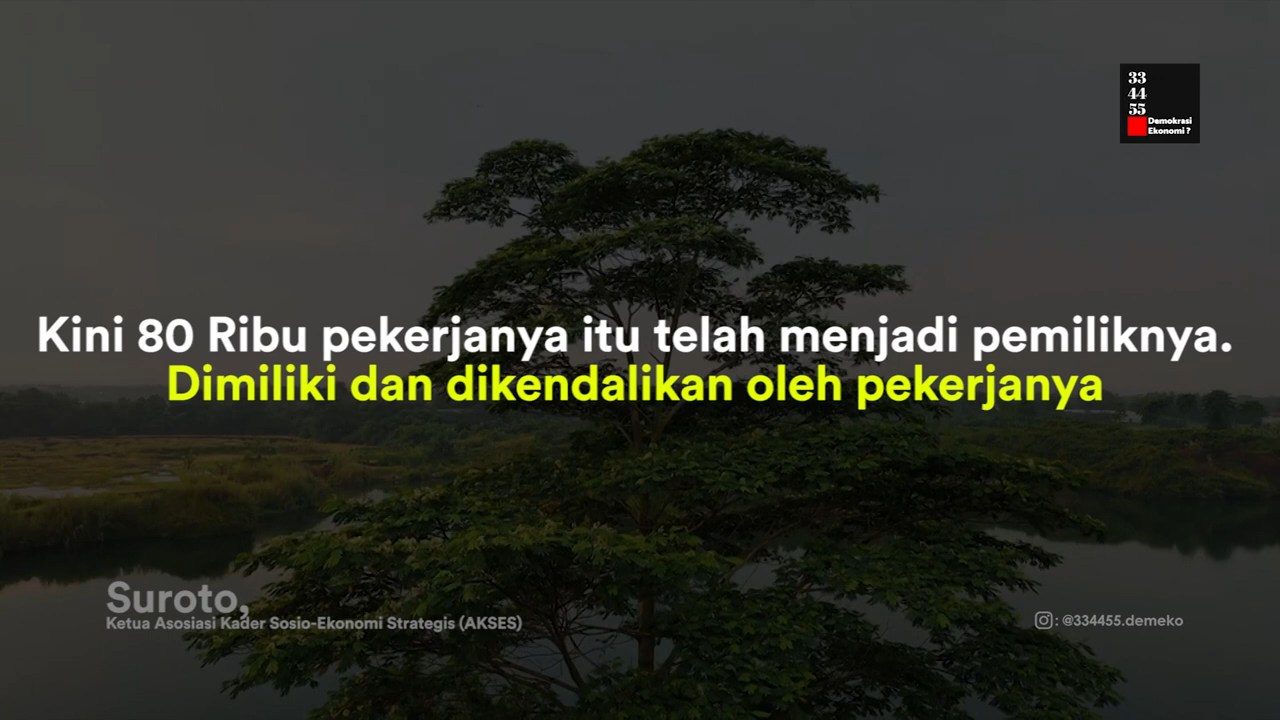 33
44
55
Demokrasi
Ekonomi ?
Kini 80 Ribu pekerjanya itu telah menjadi pemiliknya.
Dimiliki dan dikendalikan oleh pekerjanya
Suroto,
Ketua Asosiasi Kader Sosio-Ekonomi Strategis (AKSES)
: @334455.demeko